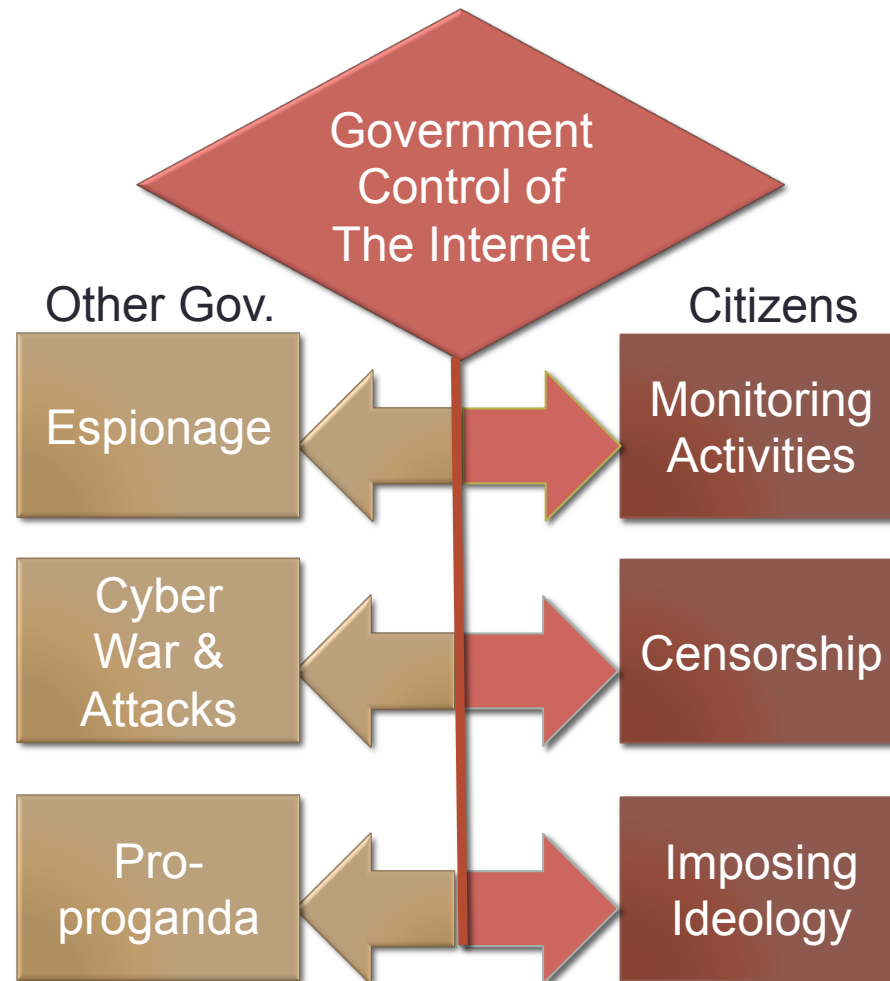 Government
Control of
The Internet
Other Gov.
Citizens
Espionage
Monitoring
Activities
Cyber
War &
Attacks
Censorship
Pro-
proganda
Imposing
Ideology